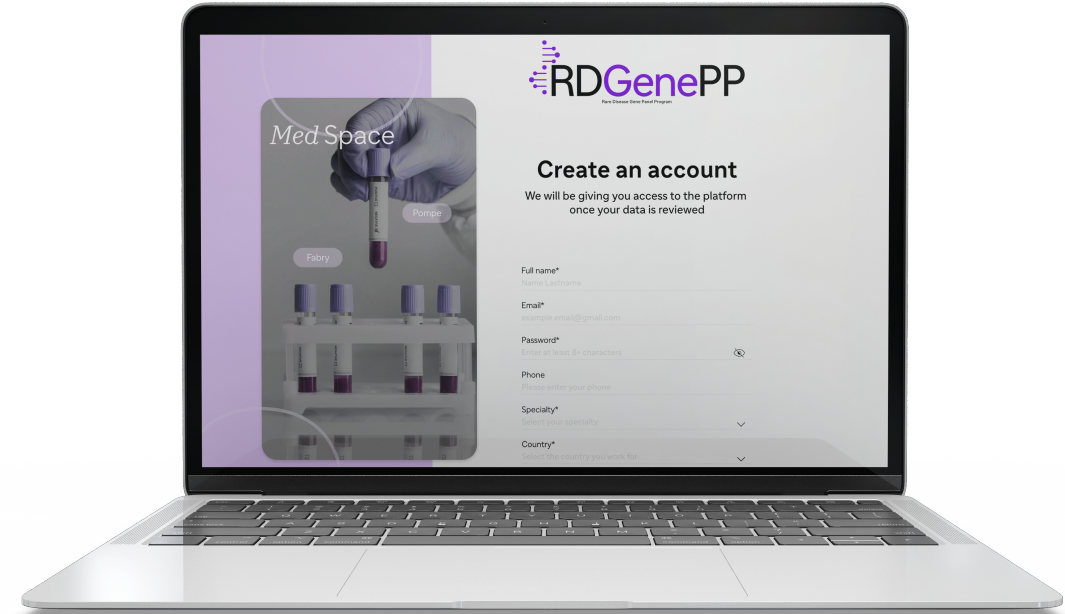 RDGenePP
Rare Disease Gene Panel Program
Med Space
Pompe
Fabry
Create an account
We will be giving you access to the platform
once your data is reviewed
Full name*
Name Lastname
Email*
example.email@gmail.com
Password*
Enter at least 8+ characters
Phone
Please enter your phone
Specialty*
Select your specialty
Country*
Select the country you work for